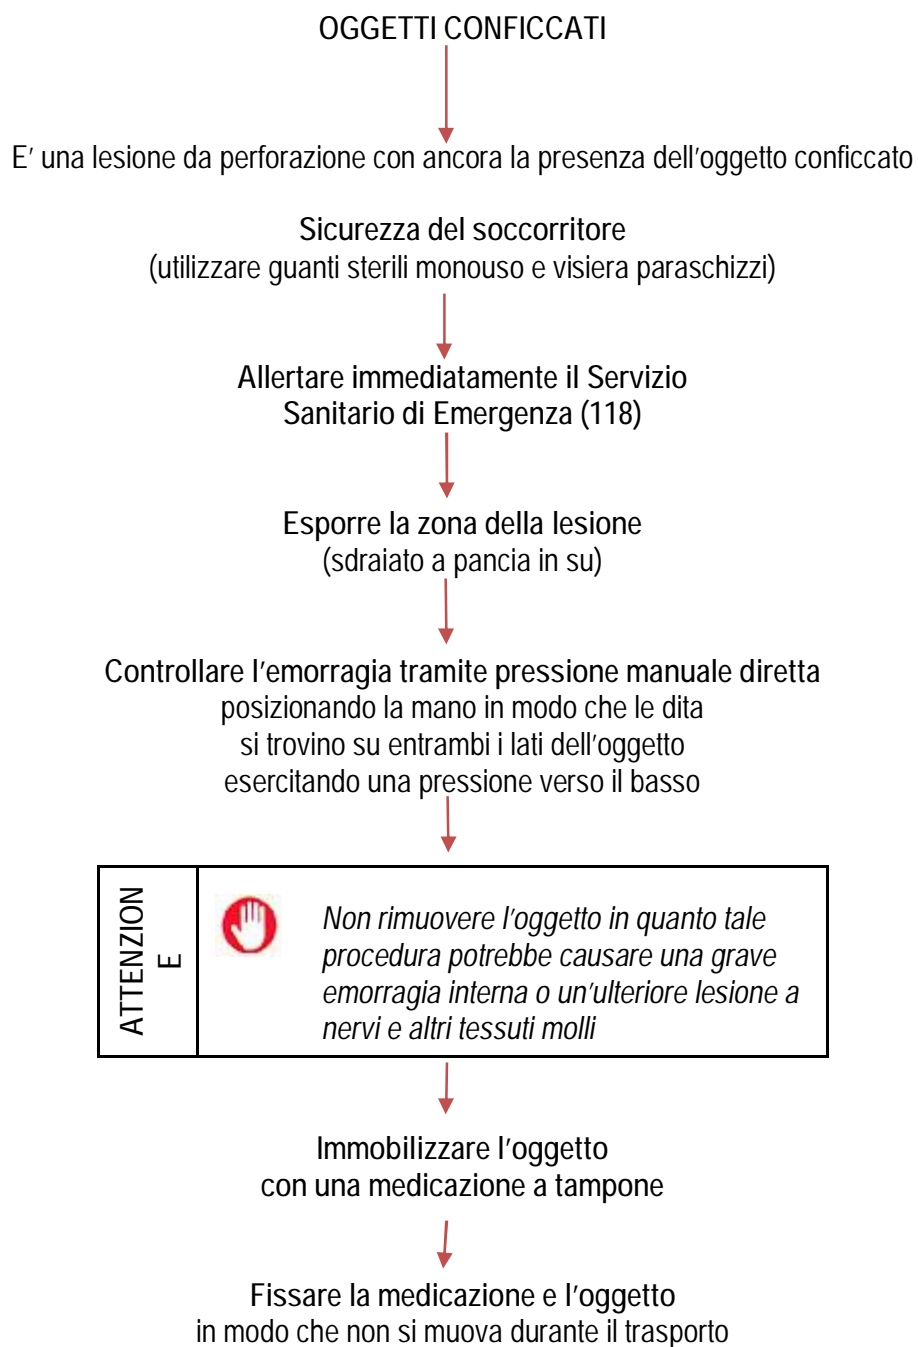 OGGETTI CONFICCATI
E' una lesione da perforazione con ancora la presenza dell'oggetto conficcato
Sicurezza del soccorritore
(utilizzare guanti sterili monouso e visiera paraschizzi)
Allertare immediatamente il Servizio
Sanitario di Emergenza (118)
Esporre la zona della lesione
(sdraiato a pancia in su)
Controllare l'emorragia tramite pressione manuale diretta
posizionando la mano in modo che le dita
si trovino su entrambi i lati dell'oggetto
esercitando una pressione verso il basso
ATTENZION
E
Non rimuovere l'oggetto in quanto tale
procedura potrebbe causare una grave
emorragia interna o un'ulteriore lesione a
nervi e altri tessuti molli
Immobilizzare l'oggetto
con una medicazione a tampone
Fissare la medicazione e l'oggetto
in modo che non si muova durante il trasporto